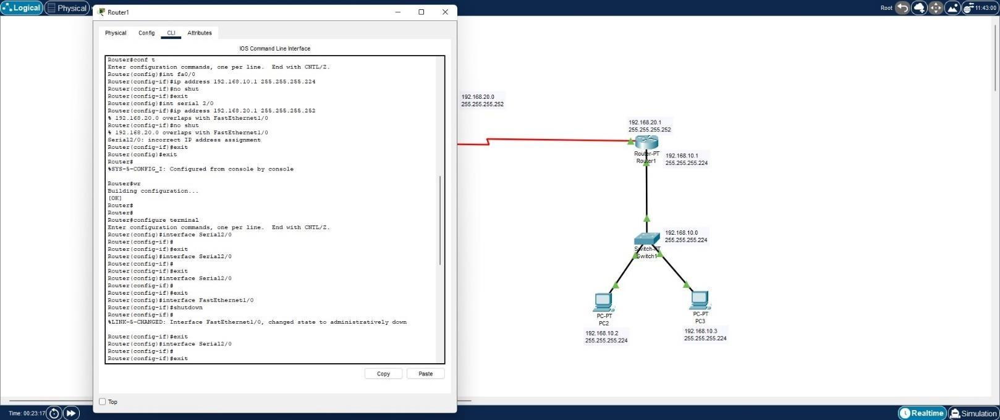 Logical
Physical
Root
11:43:00
Router1
Physical
Config
CLI
Attributes
IOS Command Line Interface
Router#conf t
Enter configuration commands, one per line.  End with CNTL/Z.
Router(config)#int fa0/0
Router(config-if)#ip address 192.168.10.1 255.255.255.224
Router(config-if)#no shut
Router(config-if)#exit
Router(config)#int serial 2/0
Router(config-if)#ip address 192.168.20.1 255.255.255.252
% 192.168.20.0 overlaps with FastEthernet1/0
Router(config-if)#no shut
% 192.168.20.0 overlaps with FastEthernet1/0
Serial2/0: incorrect IP address assignment
Router(config-if)#exit
Router(config)#exit
Router#
%SYS-5-CONFIG_I: Configured from console by console
Router#wr
Building configuration...
[OK]
Router#
Router#
Router#configure terminal
Enter configuration commands, one per line.  End with CNTL/Z.
Router(config)#interface Serial2/0
Router(config-if)#
Router(config-if)#exit
Router(config)#interface Serial2/0
Router(config-if)#
Router(config-if)#exit
Router(config)#interface Serial2/0
Router(config-if)#
Router(config-if)#exit
Router(config)#interface FastEthernet1/0
Router(config-if)#shutdown
Router(config-if)#
%LINK-5-CHANGED: Interface FastEthernet1/0, changed state to administratively down
Router(config-if)#exit
Router(config)#interface Serial2/0
Router(config-if)#
Router(config-if)#exit
Copy
Paste
Top
192.168.20.0
255.255.255.252
192.168.20.1
255.255.255.252
Router-PT
Router1
192.168.10.1
255.255.255.224
192.168.10.0
255.255.255.224
Switch-PT
Switch1
PC-PT
PC2
192.168.10.2
255.255.255.224
PC-PT
PC3
192.168.10.3
255.255.255.224
Time: 00:23:17
Realtime
Simulation